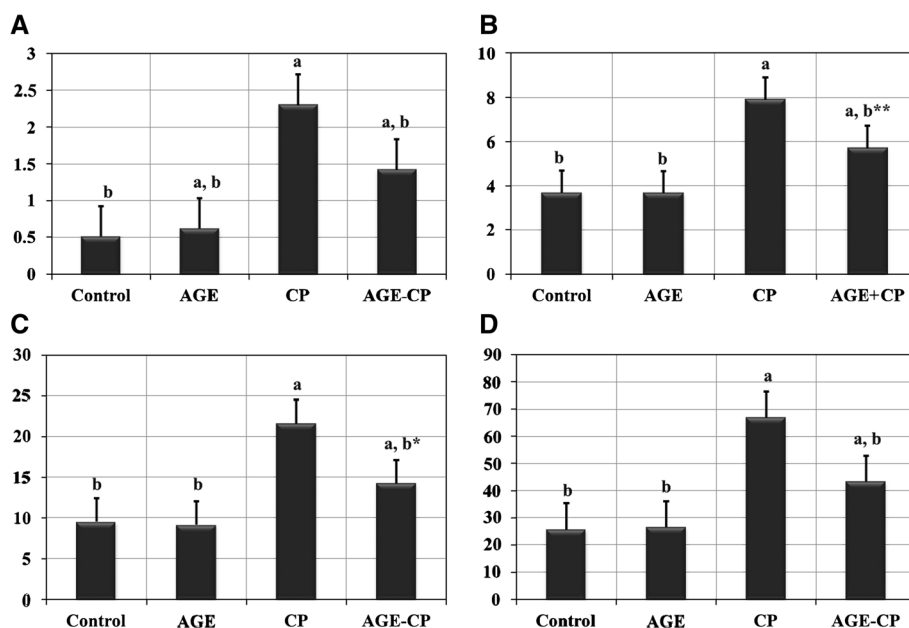 A
3
2.5
2
1.5
1
0.5
0
b
a, b
a
a, b
Control AGE CP AGE-CP
B
10
8
6
4
2
0
b
b
a
a, b**
Control AGE CP AGE+CP
C
30
25
20
15
10
5
0
b
b
a
a, b*
Control AGE CP AGE-CP
D
90
80
70
60
50
40
30
20
10
0
b
b
a
a, b
Control AGE CP AGE-CP